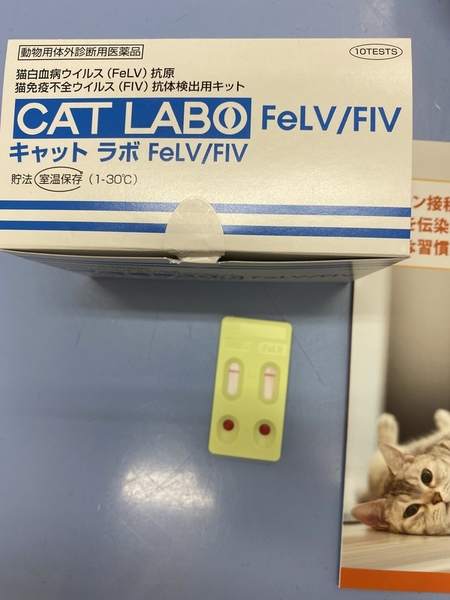 動物用体外診断用医薬品
10TESTS
猫白血病ウイルス(FeLV)抗原
猫免疫不全ウイルス(FIV)抗体検出用キット
CAT LABO FeLV/FIV
キャット ラボ FeLV/FIV
貯法 室温保存 (1-30℃)
FeLV/FIV
ン接種
を伝染
習慣